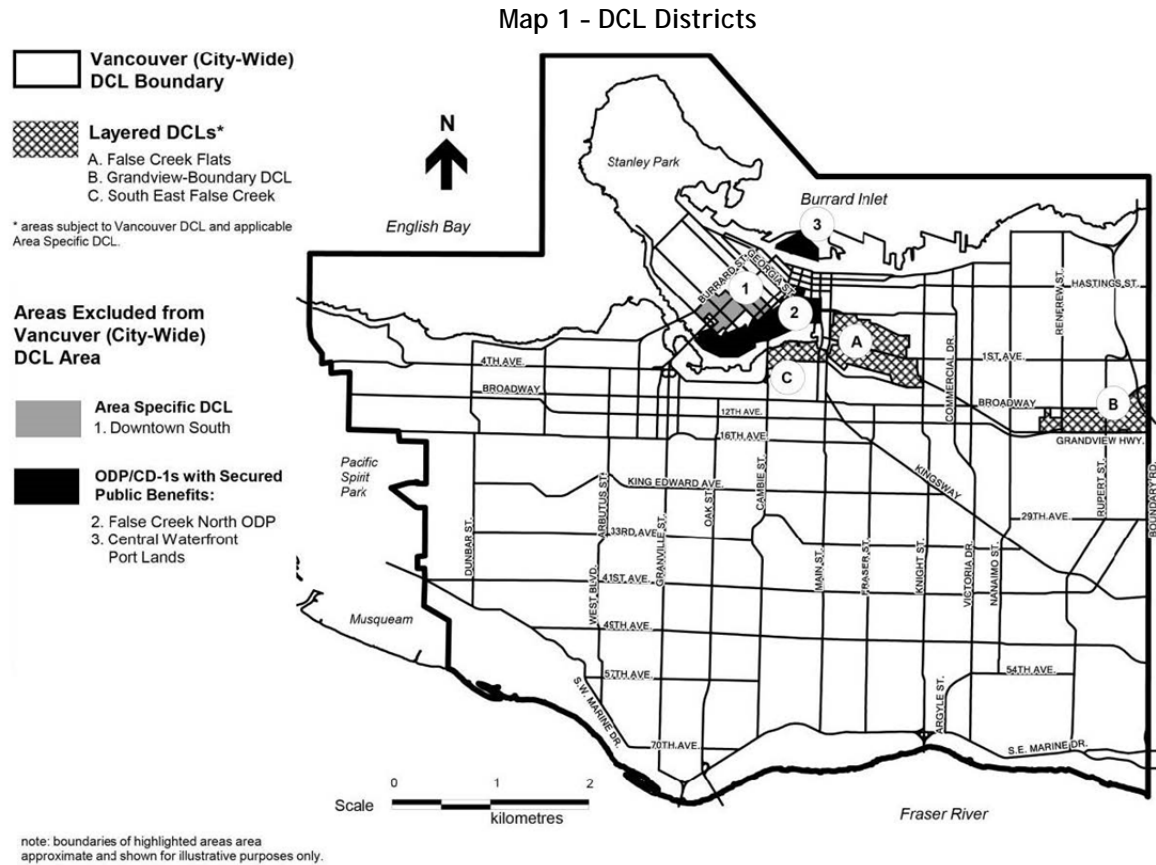 Map 1 - DCL Districts
Vancouver (City-Wide)
DCL Boundary
Layered DCLs*
A. False Creek Flats
B. Grandview-Boundary DCL
C. South East False Creek
* areas subject to Vancouver DCL and applicable
Area Specific DCL.
Areas Excluded from
Vancuver (City-Wide)
DCL Area
Area Specific DCL
1. Downtown South
ODP/CD-1s with Secured
Public Benefits:
2. False Creek North ODP
3. Central Waterfront
Port Lands
note: boundaries of highlighted areas area
approximate and shown for illustrative purposes only.
N
English Bay
Stanley Park
Burrard Inlet
3
BURRARD ST.
GEORGIA ST.
1
2
A
C
B
HASTINGS ST.
RENFREW ST.
4TH AVE.
1ST AVE.
COMMERCIAL DR.
BROADWAY
BROADWAY
12TH AVE.
16TH AVE.
GRANDVIEW HWY.
Pacific
Spirit
Park
KING EDWARD AVE.
KINGSWAY
RUPERT ST.
BOUNDARY RD.
29TH AVE.
33RD AVE.
DUNBAR ST.
ARBUTUS ST.
WEST BLVD.
GRANVILLE ST.
OAK ST.
CAMBIE ST.
MAIN ST.
FRASER ST.
KNIGHT ST.
VICTORIA DR.
NANAIMO ST.
41ST AVE.
Musqueam
45TH AVE.
57TH AVE.
54TH AVE.
S.W. MARINE DR.
ARGYLE ST.
70TH AVE.
S.E. MARINE DR.
0 1 2
Scale
kilometres
Fraser River